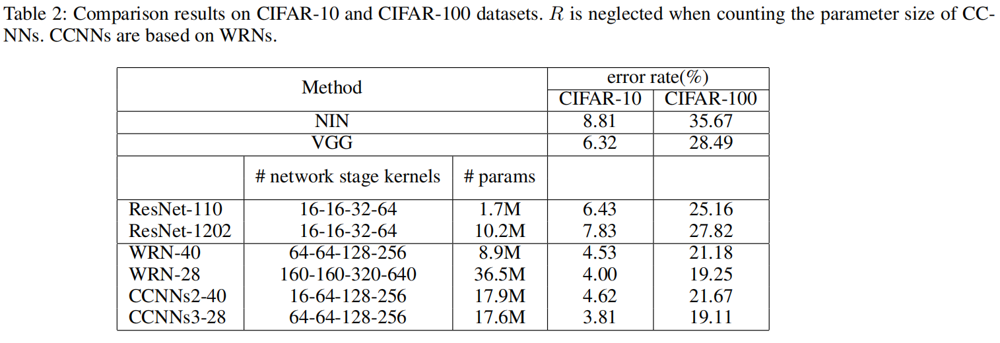 Table 2: Comparison results on CIFAR-10 and CIFAR-100 datasets. R is neglected when counting the parameter size of CC-
NNs. CCNNs are based on WRNs.
Method error rate(%)
CIFAR-10 CIFAR-100
NIN 8.81 35.67
VGG 6.32 28.49
# network stage kernels # params
ResNet-110 16-16-32-64 1.7M 6.43 25.16
ResNet-1202 16-16-32-64 10.2M 7.83 27.82
WRN-40 64-64-128-256 8.9M 4.53 21.18
WRN-28 160-160-320-640 36.5M 4.00 19.25
CCNNs2-40 16-64-128-256 17.9M 4.62 21.67
CCNNs3-28 64-64-128-256 17.6M 3.81 19.11